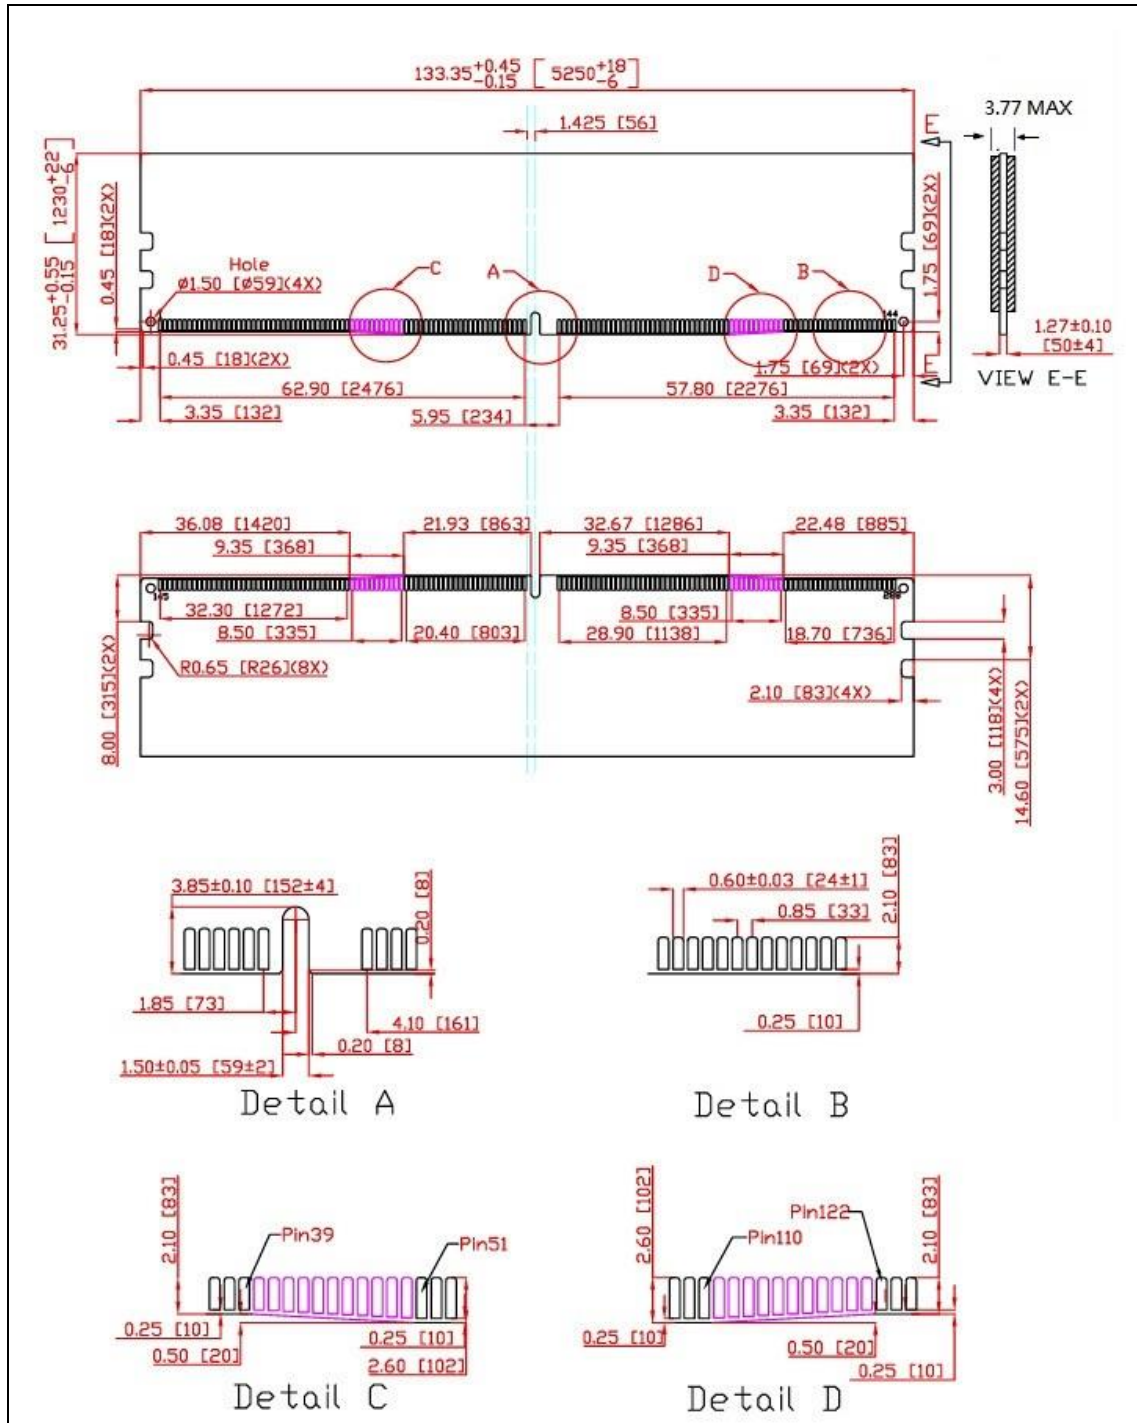 133.35+0.45 -0.15 [ 5250+18 -6 ]
1.425 [56]
3.77 MAX
E
31.25+0.55 -0.15 [ 1230+22 -6 ]
0.45 [18](2X)
Hole
Ø1.50 [Ø59](4X)
C
A
D
B
1.75 [69](2X)
144
0.45 [18](2X)
1.75 [69](2X)
E
1.27±0.10
[50±4]
VIEW E-E
62.90 [2476]
57.80 [2276]
3.35 [132]
5.95 [234]
3.35 [132]
36.08 [1420]
21.93 [863]
32.67 [1286]
22.48 [885]
9.35 [368]
9.35 [368]
145
32.30 [1272]
8.50 [335]
8.50 [335]
20.40 [803]
28.90 [1138]
18.70 [736]
8.00 [315](2X)
R0.65 [R26](8X)
2.10 [83](4X)
3.00 [118](4X)
14.60 [575](2X)
3.85±0.10 [152±4]
0.20 [8]
1.85 [73]
4.10 [161]
0.20 [8]
1.50±0.05 [59±2]
Detail A
0.60±0.03 [24±1]
2.10 [83]
0.85 [33]
0.25 [10]
Detail B
2.10 [83]
Pin39
Pin51
0.25 [10]
0.25 [10]
0.50 [20]
2.60 [102]
Detail C
2.60 [102]
Pin122
Pin110
2.10 [83]
0.25 [10]
0.50 [20]
0.25 [10]
Detail D